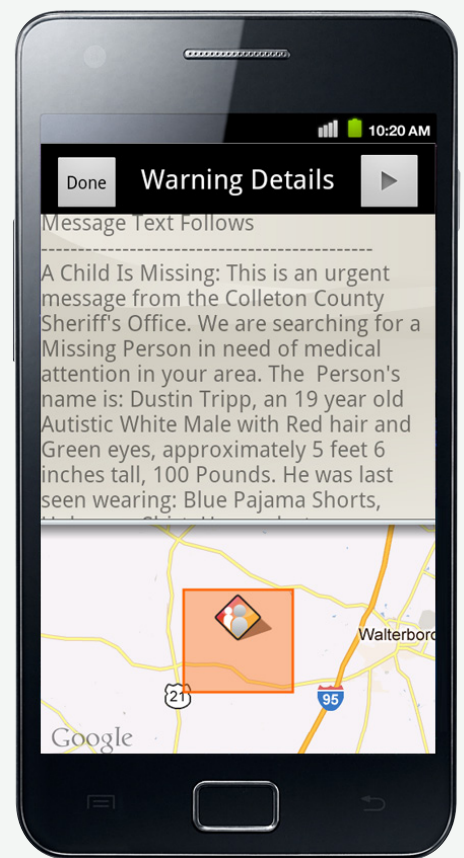 10:20 AM
Done
Warning Details
Message Text Follows
----------------------------------------
A Child Is Missing: This is an urgent
message from the Colleton County
Sheriff's Office. We are searching for a
Missing Person in need of medical
attention in your area. The  Person's
name is: Dustin Tripp, an 19 year old
Autistic White Male with Red hair and
Green eyes, approximately 5 feet 6
inches tall, 100 Pounds. He was last
seen wearing: Blue Pajama Shorts,
Walterboro
21
95
Google